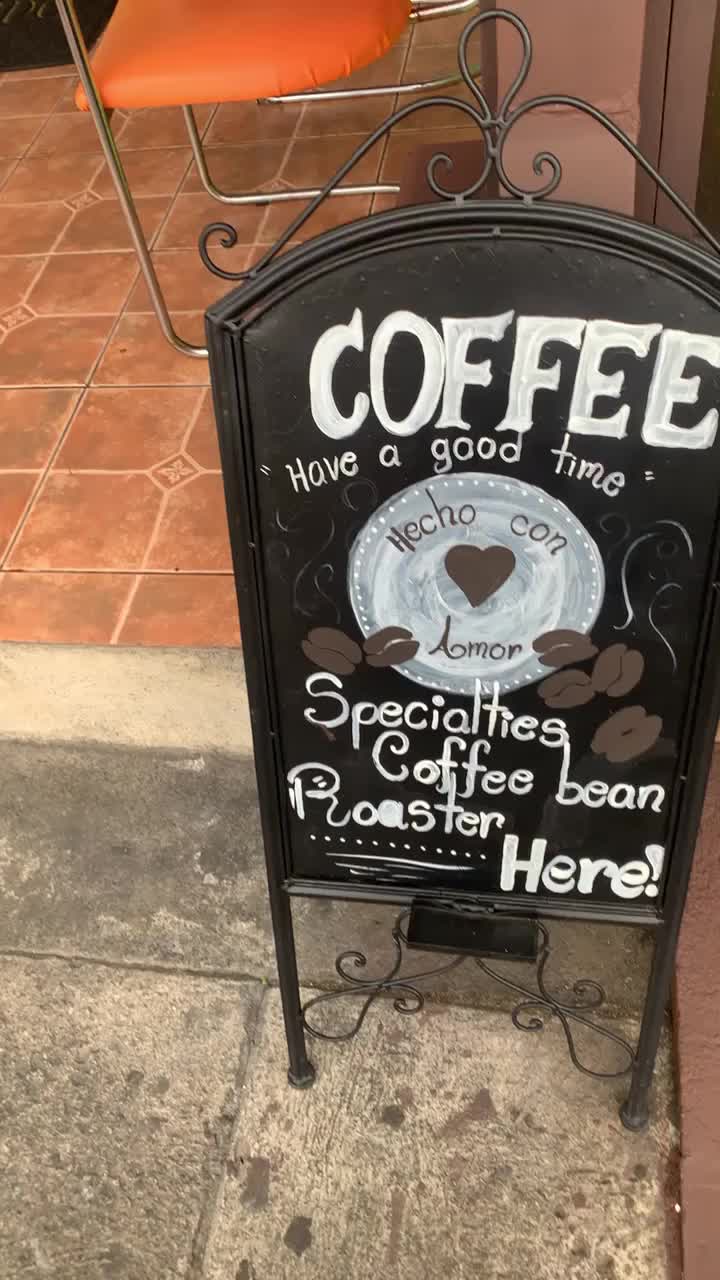 COFFEE
"Have a good time"
Hecho con
Amor
Specialties
Coffee bean
Roaster
Here!